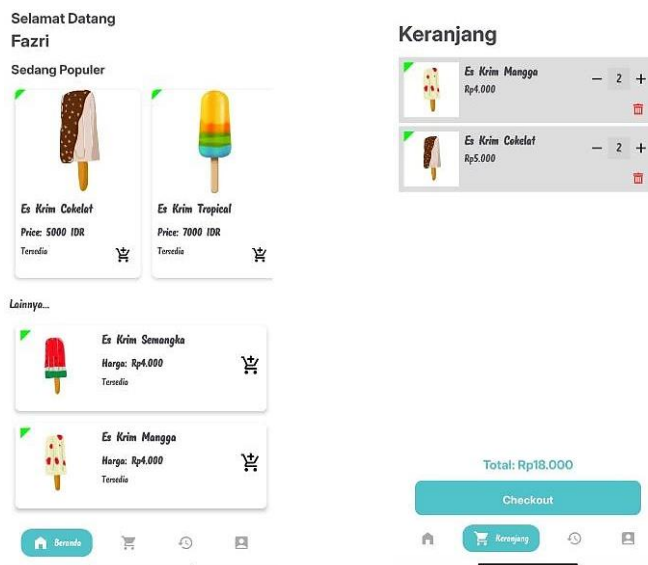 Selamat Datang
Fazri
Sedang Populer
Es Krim Cokelat
Price: 5000 IDR
Tersedia
Es Krim Tropical
Price: 7000 IDR
Tersedia
Lainnya...
Es Krim Semangka
Harga: Rp4.000
Tersedia
Es Krim Mangga
Harga: Rp4.000
Tersedia
Beranda
Keranjang
Es Krim Mangga
Rp4.000
2
Es Krim Cokelat
Rp5.000
2
Total: Rp18.000
Checkout
Keranjang